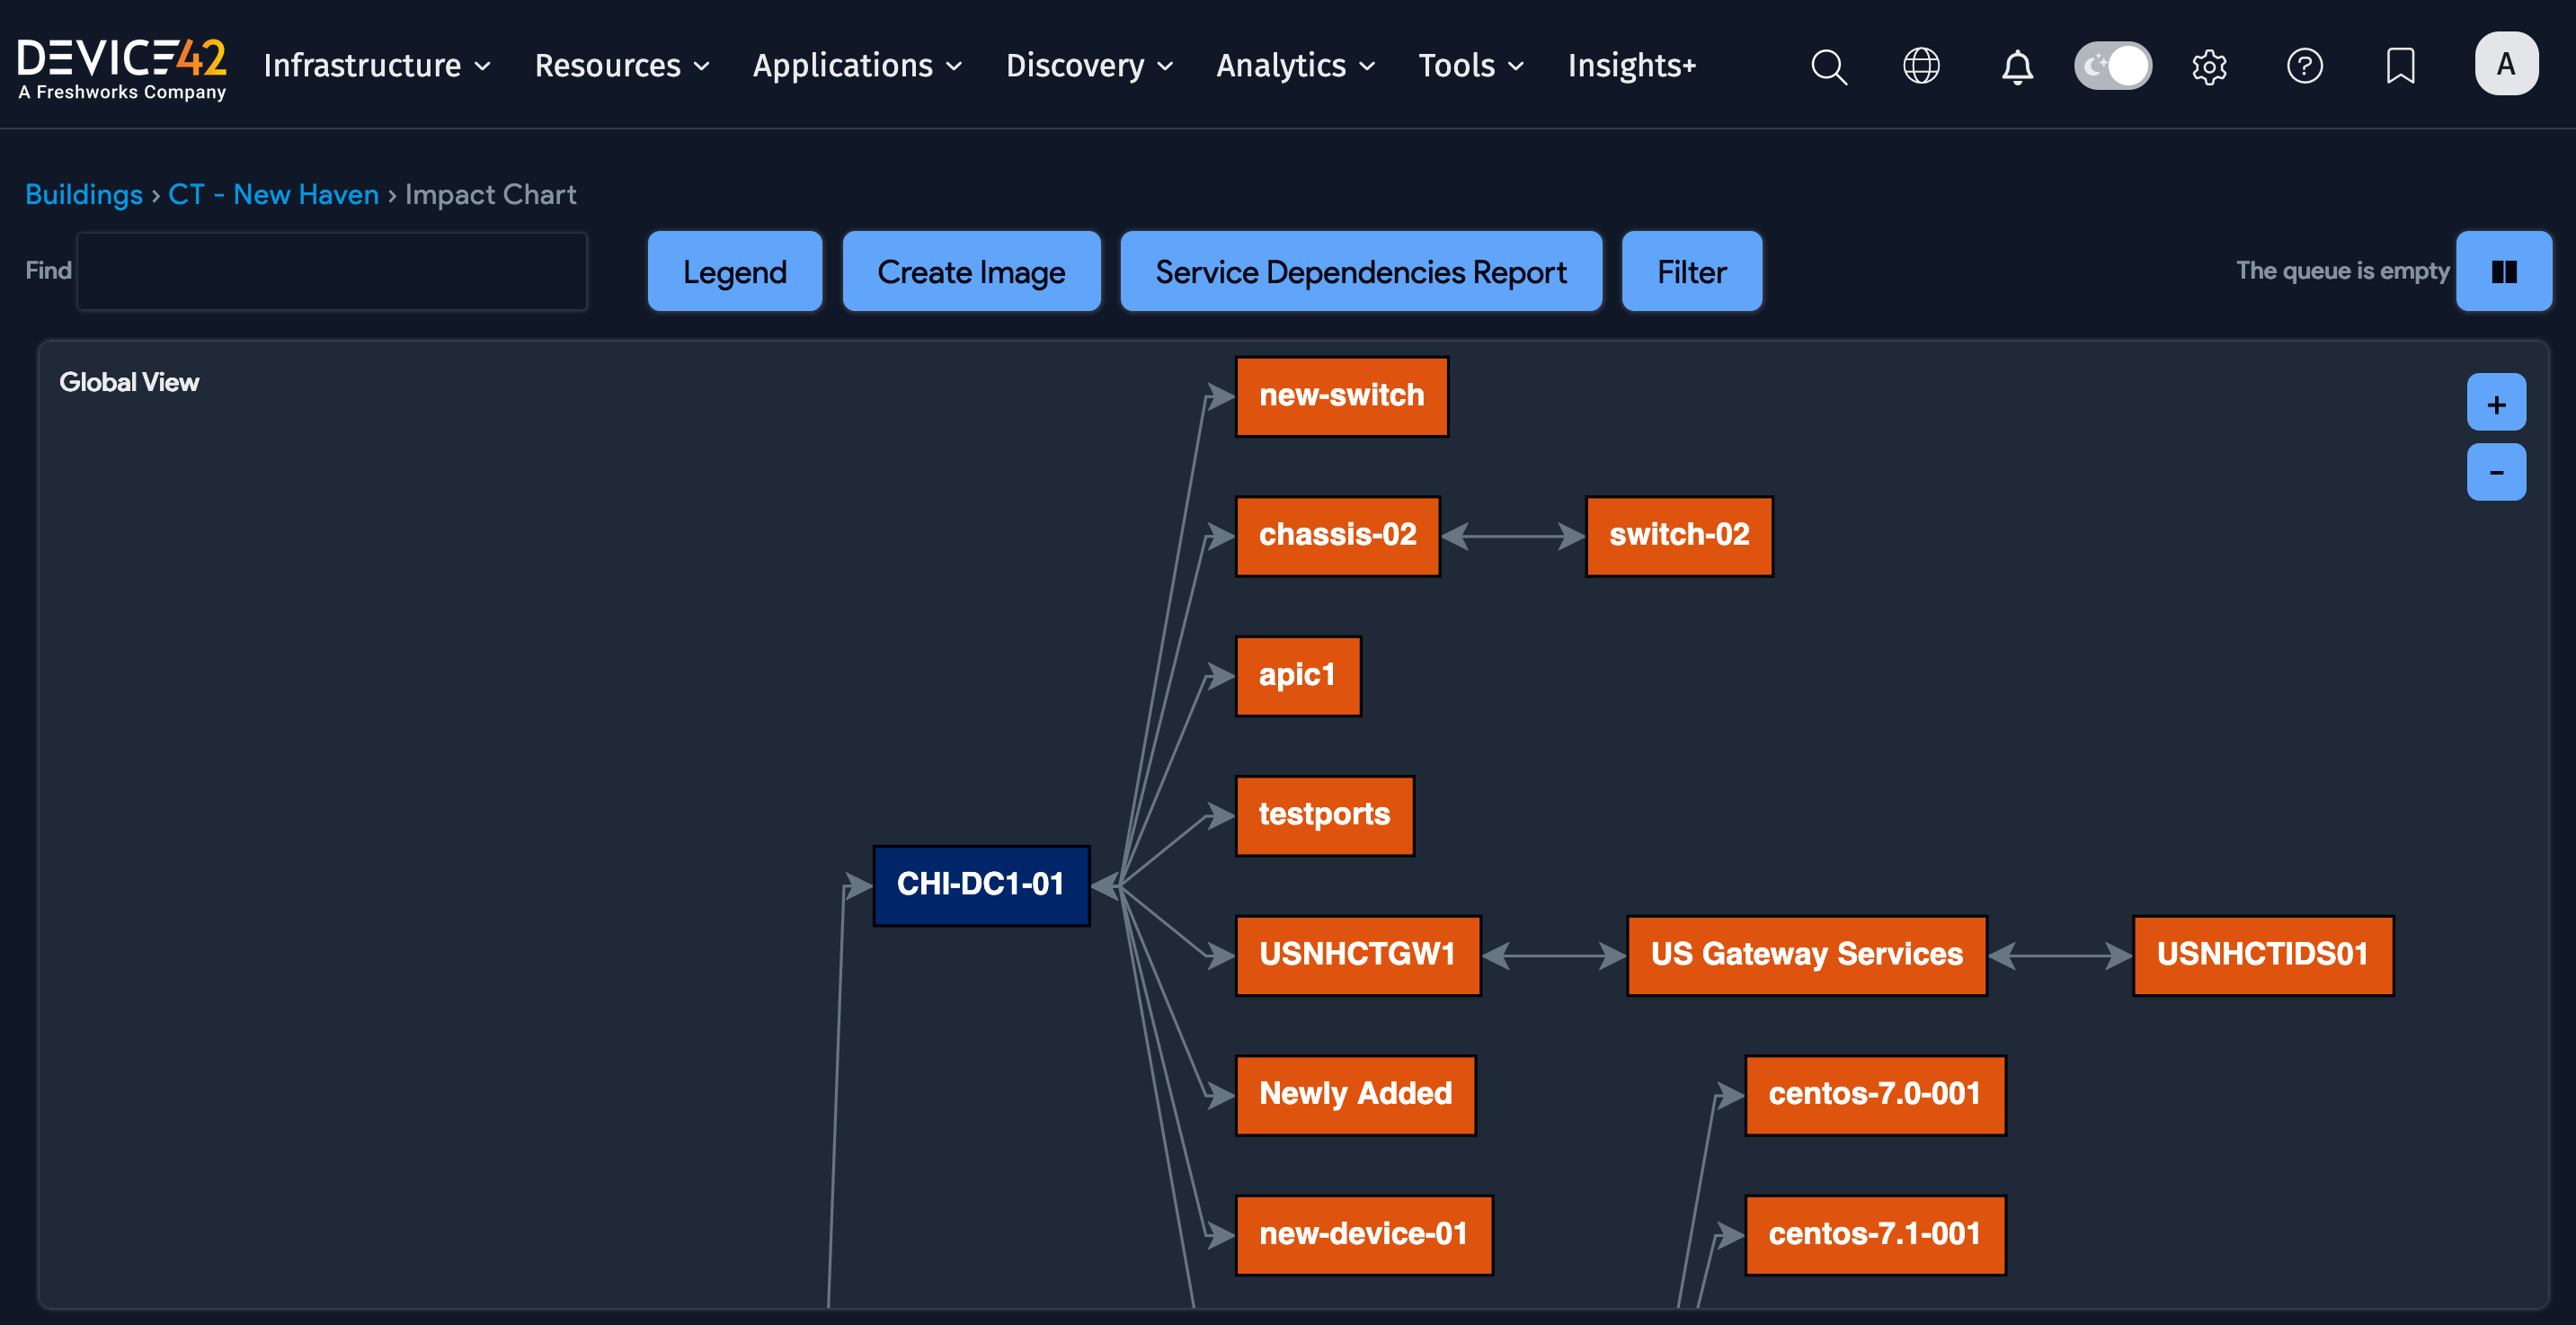 DEVICE42
A Freshworks Company
Infrastructure
Resources
Applications
Discovery
Analytics
Tools
Insights+
A
Buildings › CT - New Haven › Impact Chart
Find
Legend
Create Image
Service Dependencies Report
Filter
The queue is empty
Global View
+
-
new-switch
chassis-02
switch-02
apic1
testports
CHI-DC1-01
USNHCTGW1
US Gateway Services
USNHCTIDS01
Newly Added
centos-7.0-001
new-device-01
centos-7.1-001